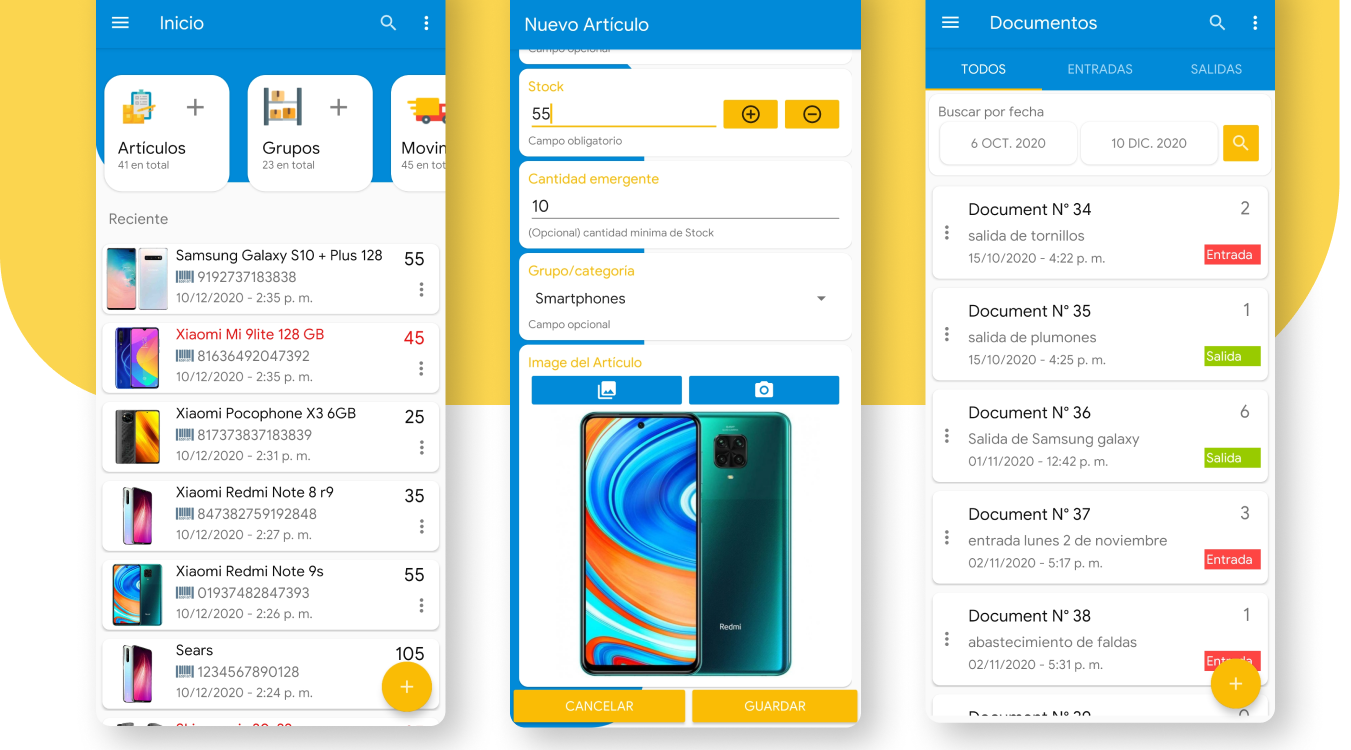 Inicio
Artículos
41 en total
Grupos
23 en total
Movin
45 en tot
Reciente
Samsung Galaxy S10 + Plus 128
55
9192737183838
10/12/2020 - 2:35 p. m.
Xiaomi Mi 9lite 128 GB
45
81636492047392
10/12/2020 - 2:35 p. m.
Xiaomi Pocophone X3 6GB
25
817373837183839
10/12/2020 - 2:31 p. m.
Xiaomi Redmi Note 8 r9
35
847382759192848
10/12/2020 - 2:27 p. m.
Xiaomi Redmi Note 9s
55
01937482847393
10/12/2020 - 2:26 p. m.
Sears
105
1234567890128
10/12/2020 - 2:24 p. m.
Nuevo Artículo
Campo opcional
Stock
55
Campo obligatorio
Cantidad emergente
10
(Opcional) cantidad minima de Stock
Grupo/categoría
Smartphones
Campo opcional
Image del Artículo
Redmi
CANCELAR
GUARDAR
Documentos
TODOS
ENTRADAS
SALIDAS
Buscar por fecha
6 OCT. 2020
10 DIC. 2020
Document N° 34
2
salida de tornillos
15/10/2020 - 4:22 p. m.
Entrada
Document N° 35
1
salida de plumones
15/10/2020 - 4:25 p. m.
Salida
Document N° 36
6
Salida de Samsung galaxy
01/11/2020 - 12:42 p. m.
Salida
Document N° 37
3
entrada lunes 2 de noviembre
02/11/2020 - 5:17 p. m.
Entrada
Document N° 38
1
abastecimiento de faldas
02/11/2020 - 5:31 p. m.
Entrada
Document N° 39